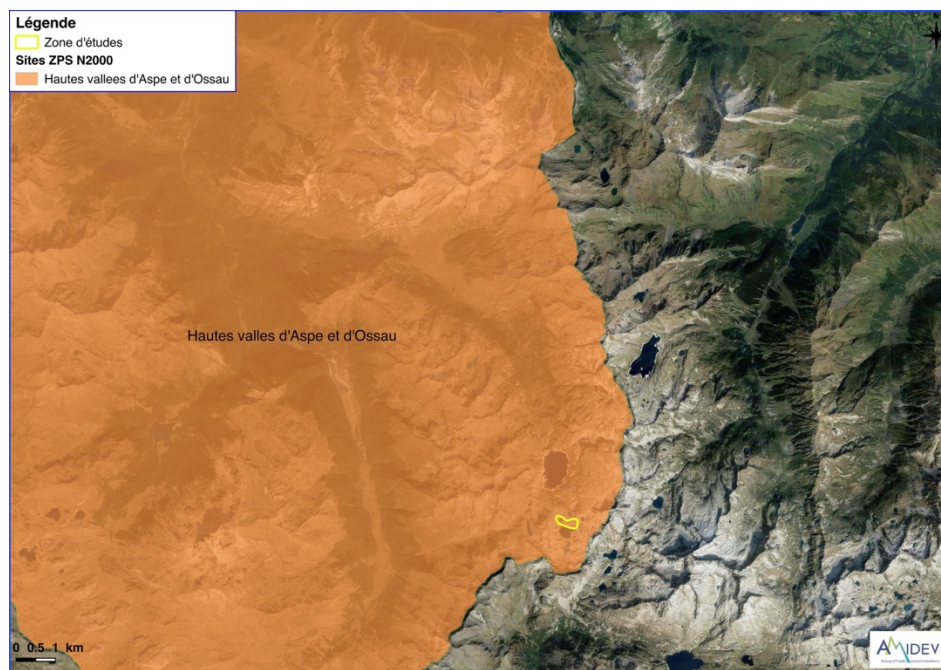 Légende
Zone d'études
Sites ZPS N2000
Hautes vallees d'Aspe et d'Ossau
Hautes valles d'Aspe et d'Ossau
0 0.5 1 km
AMIDEV